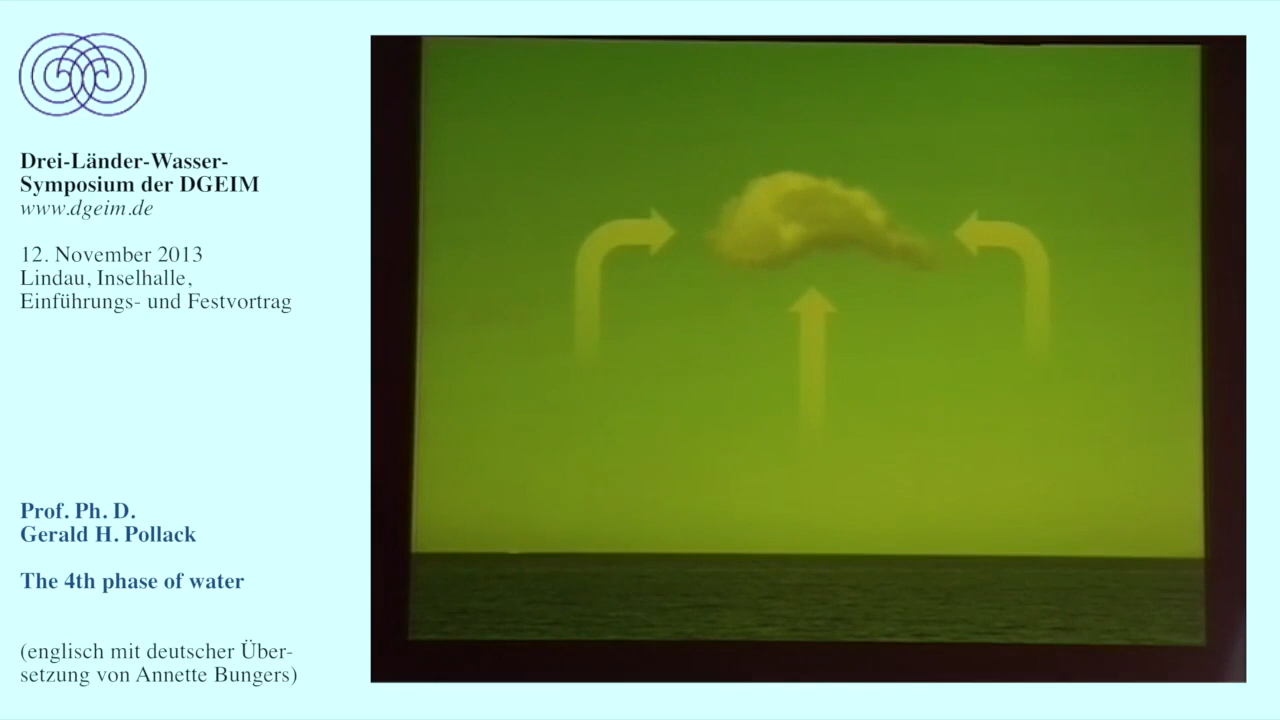 Drei-Länder-Wasser-
Symposium der DGEIM
www.dgeim.de
12. November 2013
Lindau, Inselhalle,
Einführungs- und Festvortrag
Prof. Ph. D.
Gerald H. Pollack
The 4th phase of water
(englisch mit deutscher Über-
setzung von Annette Bungers)